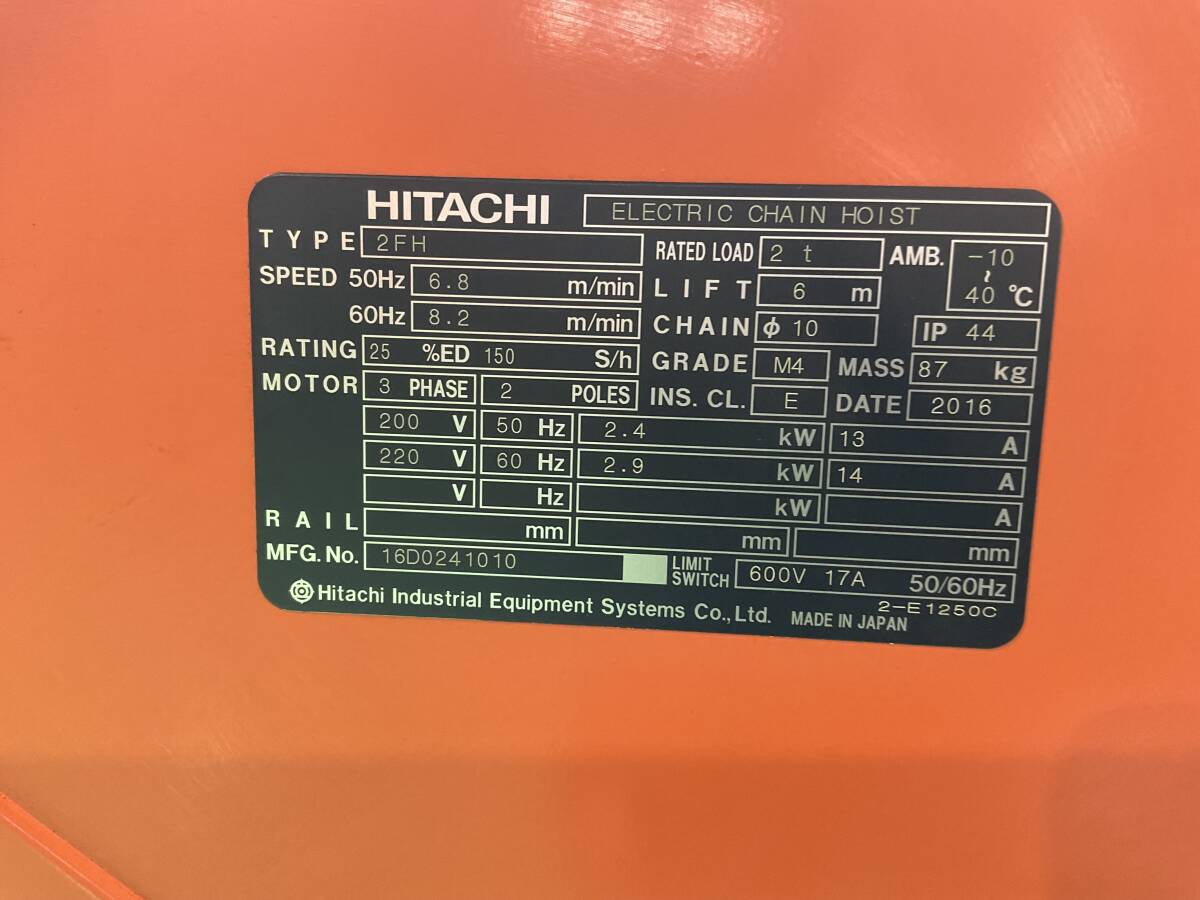 HITACHI ELECTRIC CHAIN HOIST
TYPE 2FH RATED LOAD 2 t AMB. -10 ~ 40 ℃
SPEED 50Hz 6.8 m/min LIFT 6 m
60Hz 8.2 m/min CHAIN φ 10 IP 44
RATING 25 %ED 150 S/h GRADE M4 MASS 87 kg
MOTOR 3 PHASE 2 POLES INS. CL. E DATE 2016
200 V 50 Hz 2.4 kW 13 A
220 V 60 Hz 2.9 kW 14 A
V Hz kW A
RAIL mm mm mm
MFG. No. 16D0241010 LIMIT SWITCH 600V 17A 50/60Hz
2-E1250C
Hitachi Industrial Equipment Systems Co., Ltd. MADE IN JAPAN